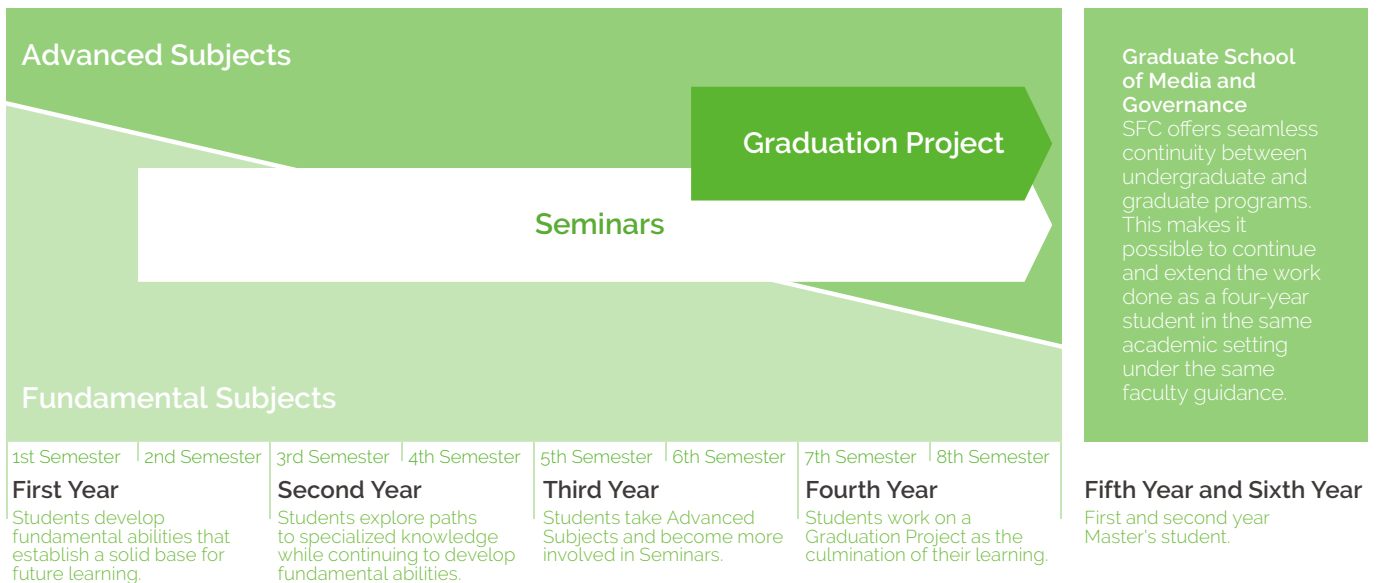 Advanced Subjects
Graduation Project
Seminars
Fundamental Subjects
Graduate School
of Media and
Governance
SFC offers seamless
continuity between
undergraduate and
graduate programs.
This makes it
possible to continue
and extend the work
done as a four-year
student in the same
academic setting
under the same
faculty guidance.
1st Semester
2nd Semester
3rd Semester
4th Semester
5th Semester
6th Semester
7th Semester
8th Semester
First Year
Students develop
fundamental abilities that
establish a solid base for
future learning.
Second Year
Students explore paths
to specialized knowledge
while continuing to develop
fundamental abilities.
Third Year
Students take Advanced
Subjects and become more
involved in Seminars.
Fourth Year
Students work on a
Graduation Project as the
culmination of their learning.
Fifth Year and Sixth Year
First and second year
Master's student.